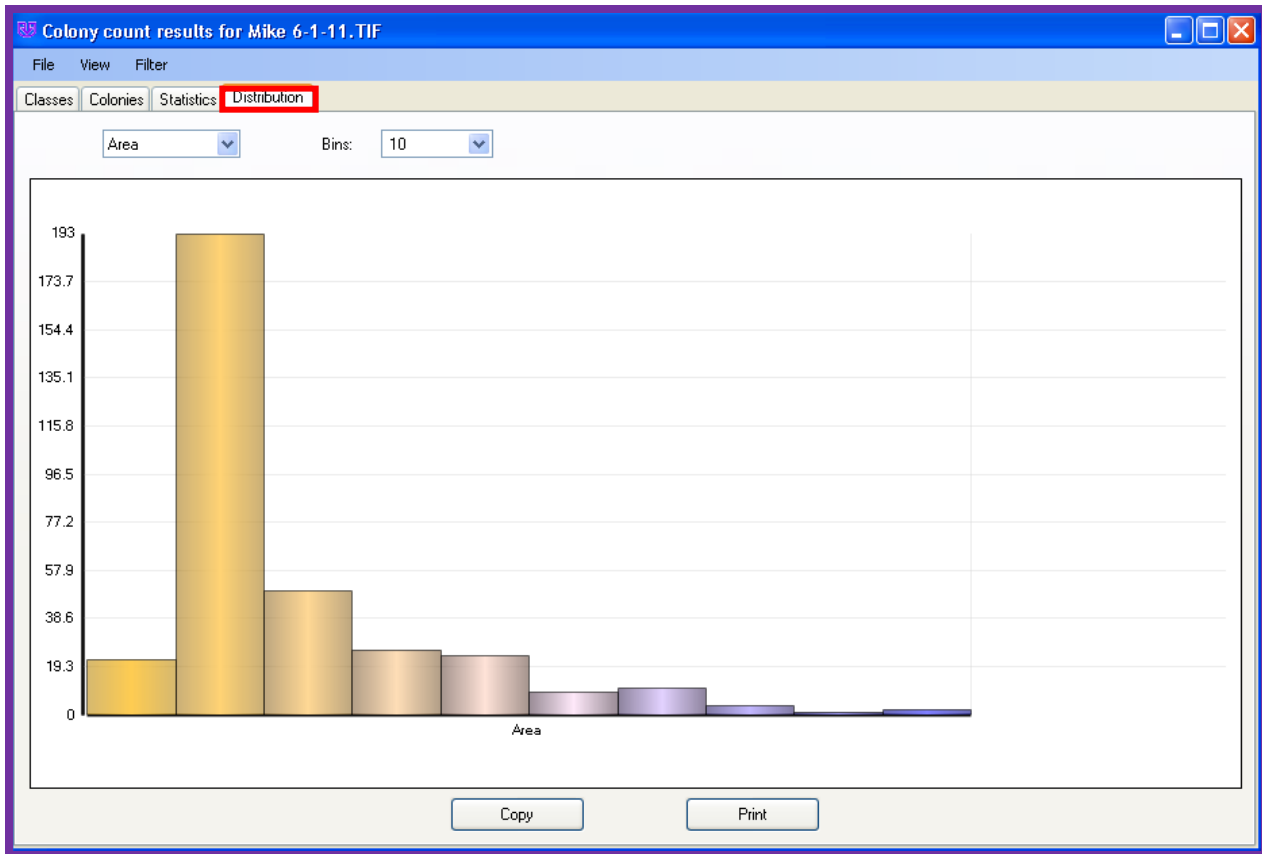 Colony count results for Mike 6-1-11.TIF
File View Filter
Classes Colonies Statistics Distribution
Area Bins: 10
193
173.7
154.4
135.1
115.8
96.5
77.2
57.9
38.6
19.3
0
Area
Copy Print